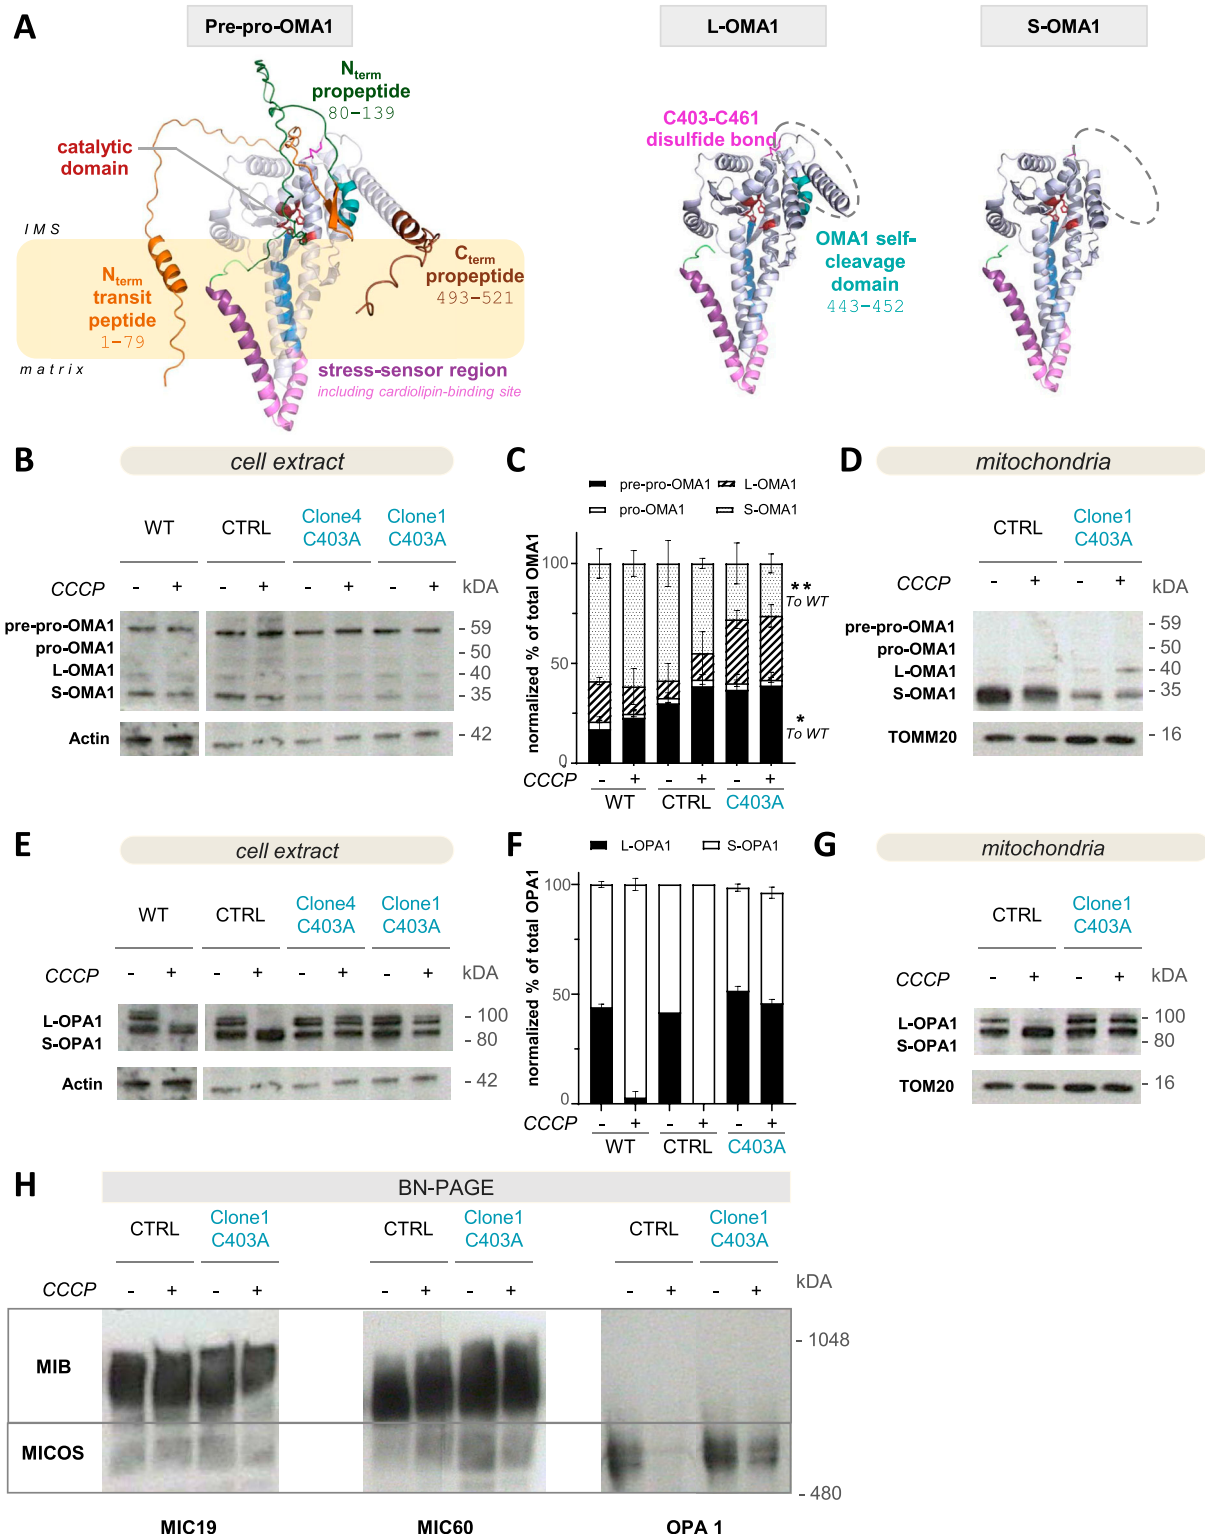 A
Pre-pro-OMA1
L-OMA1
S-OMA1
Nterm
propeptide
80–139
catalytic
domain
C403-C461
disulfide bond
IMS
Nterm
transit
peptide
1–79
Cterm
propeptide
493–521
OMA1 self-
cleavage
domain
443–452
matrix
stress-sensor region
including cardiolipin-binding site
B
cell extract
WT
CTRL
Clone4
C403A
Clone1
C403A
CCCP
- + - + - + - +
kDA
pre-pro-OMA1
- 59
pro-OMA1
- 50
L-OMA1
- 40
S-OMA1
- 35
Actin
- 42
C
pre-pro-OMA1
L-OMA1
pro-OMA1
S-OMA1
normalized % of total OMA1
100
50
0
**
To WT
*
To WT
CCCP
- + - + - +
WT
CTRL
C403A
D
mitochondria
CTRL
Clone1
C403A
CCCP
- + - +
kDA
pre-pro-OMA1
- 59
pro-OMA1
- 50
L-OMA1
- 40
S-OMA1
- 35
TOMM20
- 16
E
cell extract
WT
CTRL
Clone4
C403A
Clone1
C403A
CCCP
- + - + - + - +
kDA
L-OPA1
- 100
S-OPA1
- 80
Actin
- 42
F
L-OPA1
S-OPA1
normalized % of total OPA1
100
50
0
CCCP
- + - + - +
WT
CTRL
C403A
G
mitochondria
CTRL
Clone1
C403A
CCCP
- + - +
kDA
L-OPA1
- 100
S-OPA1
- 80
TOM20
- 16
H
BN-PAGE
CTRL
Clone1
C403A
CTRL
Clone1
C403A
CTRL
Clone1
C403A
CCCP
- + - + - + - + - + - +
kDA
- 1048
MIB
MICOS
- 480
MIC19
MIC60
OPA 1